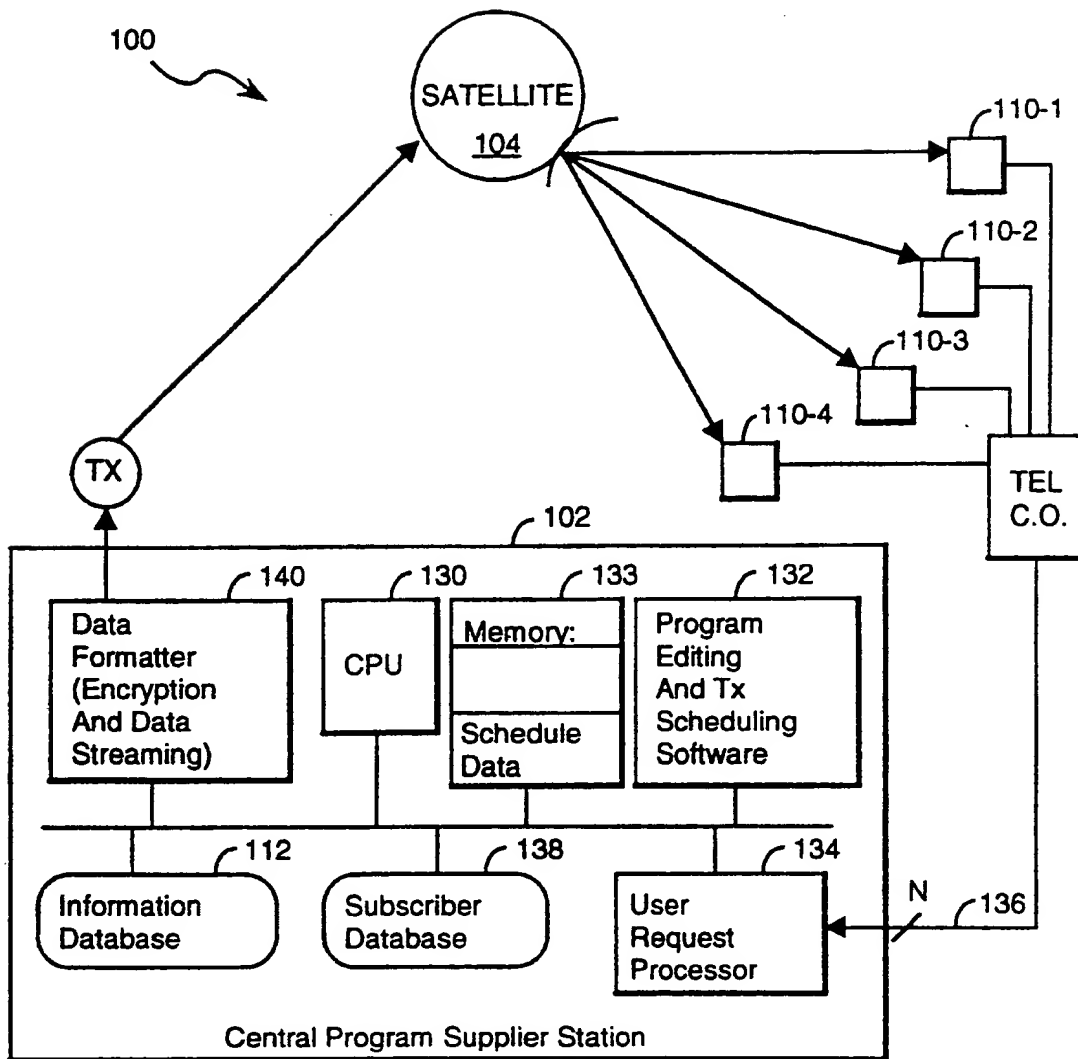 100
SATELLITE
104
110-1
110-2
110-3
110-4
TX
TEL
C.O.
102
140
130
133
132
Data
Formatter
(Encryption
And Data
Streaming)
CPU
Memory:
Schedule
Data
Program
Editing
And Tx
Scheduling
Software
112
138
134
Information
Database
Subscriber
Database
User
Request
Processor
N
136
Central Program Supplier Station